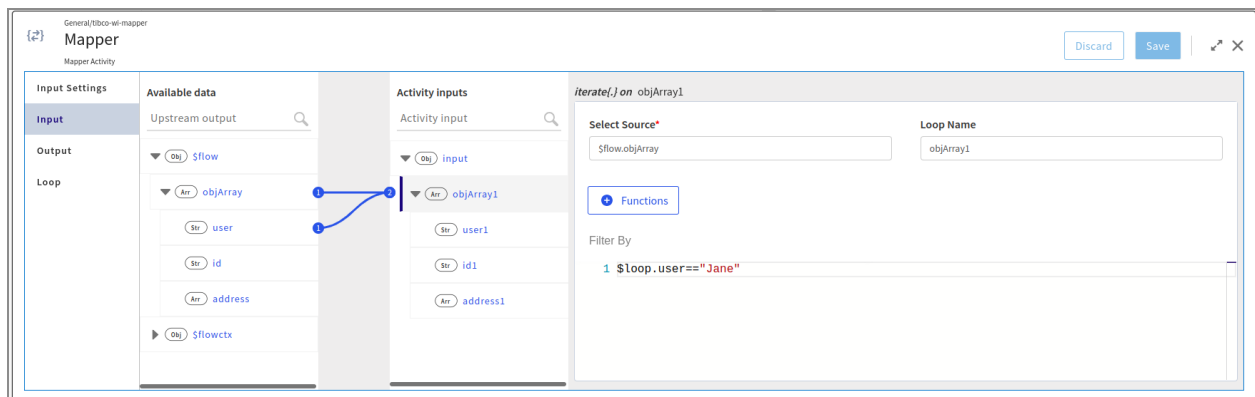 General/tibco-wi-mapper
Mapper
Mapper Activity
Discard
Save
Input Settings
Input
Output
Loop
Available data
Upstream output
Obj $flow
Arr objArray
Str user
Str id
Arr address
Obj $flowctx
1
1
2
Activity inputs
Activity input
Obj input
Arr objArray1
Str user1
Str id1
Arr address1
iterate{.} on objArray1
Select Source*
$flow.objArray
Loop Name
objArray1
Functions
Filter By
1 $loop.user=="Jane"